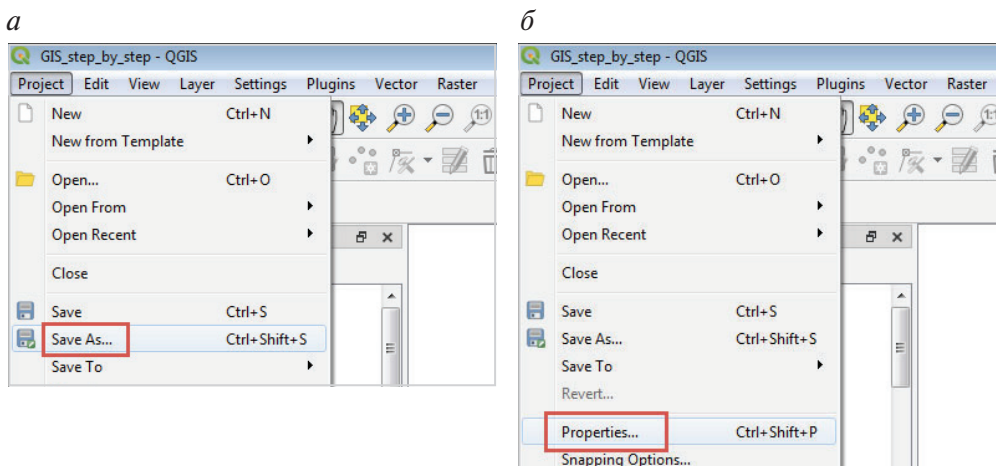 а
GIS_step_by_step - QGIS
Project Edit View Layer Settings Plugins Vector Raster
New Ctrl+N
New from Template
Open... Ctrl+O
Open From
Open Recent
Close
Save Ctrl+S
Save As... Ctrl+Shift+S
Save To
б
GIS_step_by_step - QGIS
Project Edit View Layer Settings Plugins Vector Raster
New Ctrl+N
New from Template
Open... Ctrl+O
Open From
Open Recent
Close
Save Ctrl+S
Save As... Ctrl+Shift+S
Save To
Revert...
Properties... Ctrl+Shift+P
Snapping Options...